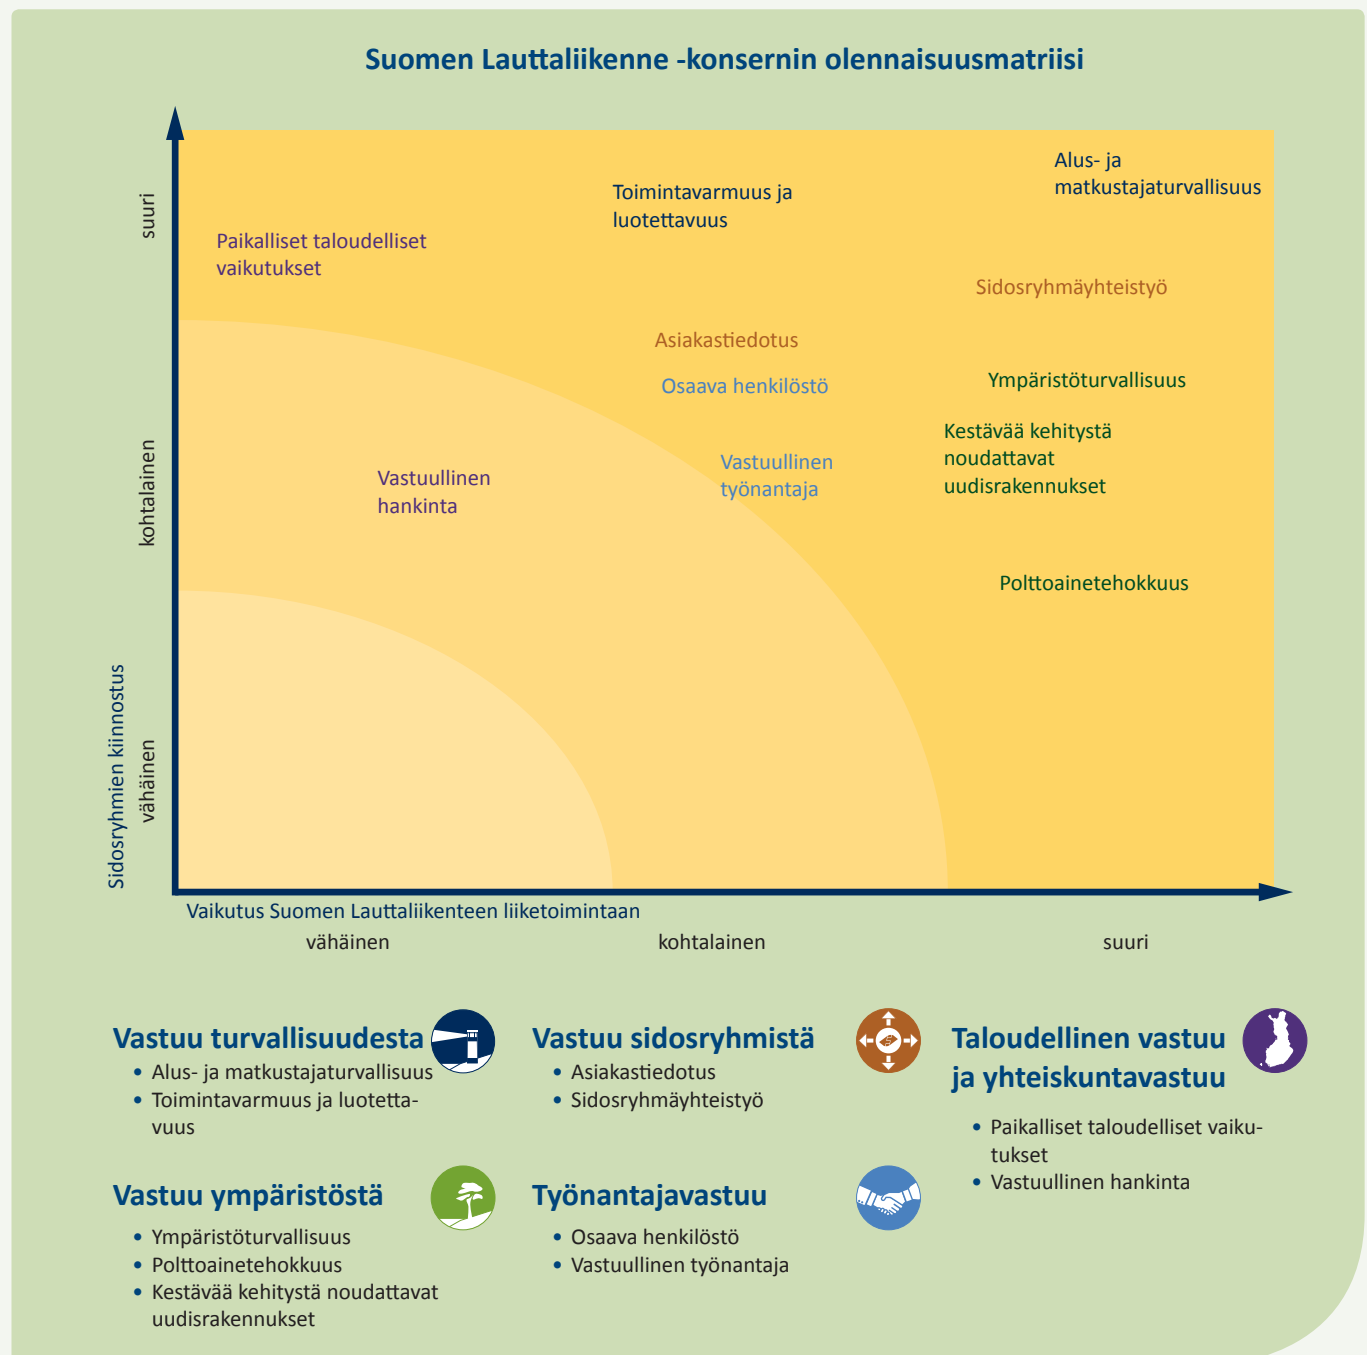 Suomen Lauttaliikenne -konsernin olennaisuusmatriisi
suuri
kohtalainen
vähäinen
Sidosryhmien kiinnostus
Alus- ja
matkustajaturvallisuus
Toimintavarmuus ja
luotettavuus
Paikalliset taloudelliset
vaikutukset
Sidosryhmäyhteistyö
Asiakastiedotus
Osaava henkilöstö
Ympäristöturvallisuus
Kestävää kehitystä
noudattavat
uudisrakennukset
Vastuullinen
työnantaja
Vastuullinen
hankinta
Polttoainetehokkuus
Vaikutus Suomen Lauttaliikenteen liiketoimintaan
vähäinen
kohtalainen
suuri
Vastuu turvallisuudesta
• Alus- ja matkustajaturvallisuus
• Toimintavarmuus ja luotetta-
vuus
Vastuu sidosryhmistä
• Asiakastiedotus
• Sidosryhmäyhteistyö
Taloudellinen vastuu
ja yhteiskuntavastuu
• Paikalliset taloudelliset vaiku-
tukset
• Vastuullinen hankinta
Vastuu ympäristöstä
• Ympäristöturvallisuus
• Polttoainetehokkuus
• Kestävää kehitystä noudattavat
uudisrakennukset
Työnantajavastuu
• Osaava henkilöstö
• Vastuullinen työnantaja